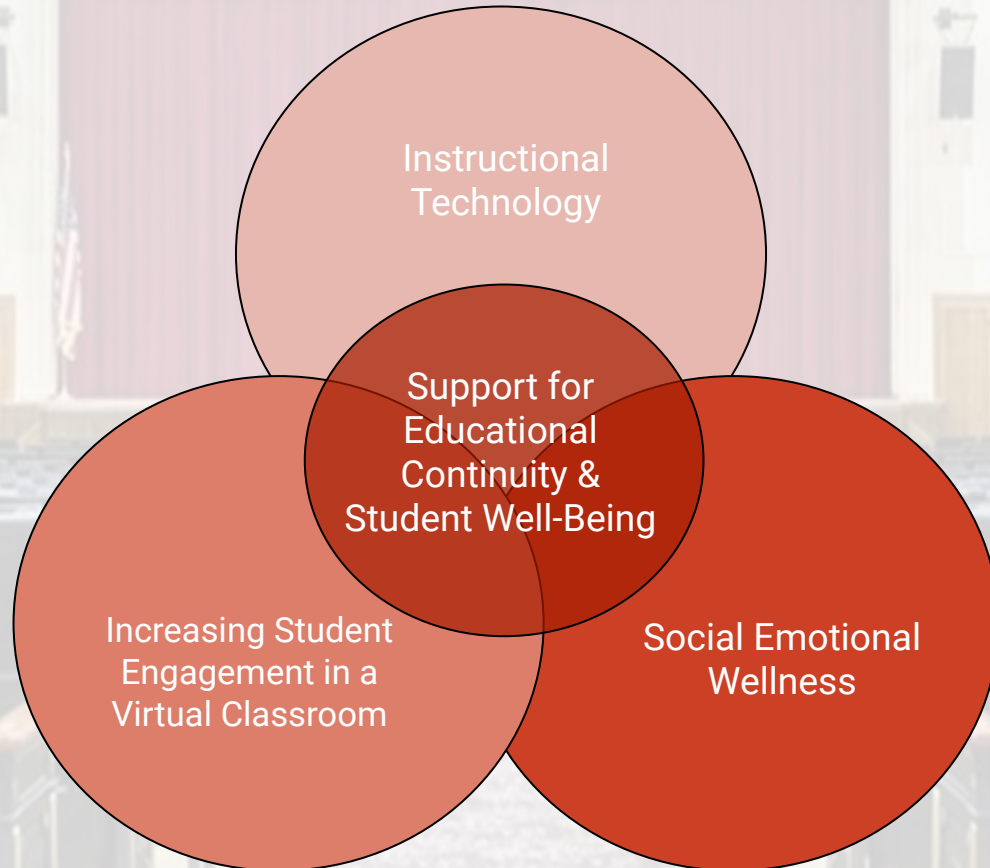 Instructional
Technology
Support for
Educational
Continuity &
Student Well-Being
Increasing Student
Engagement in a
Virtual Classroom
Social Emotional
Wellness